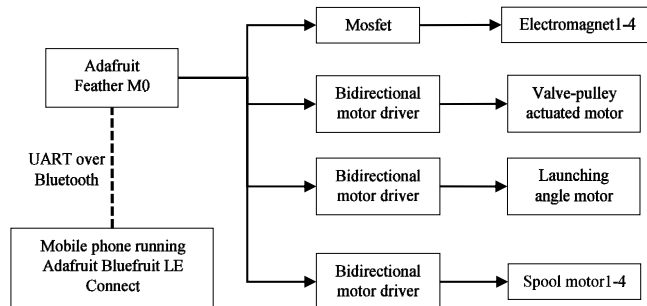 Mosfet
Electromagnet1-4
Adafruit
Feather M0
Bidirectional
motor driver
Valve-pulley
actuated motor
UART over
Bluetooth
Bidirectional
motor driver
Launching
angle motor
Mobile phone running
Adafruit Bluefruit LE
Connect
Bidirectional
motor driver
Spool motor1-4